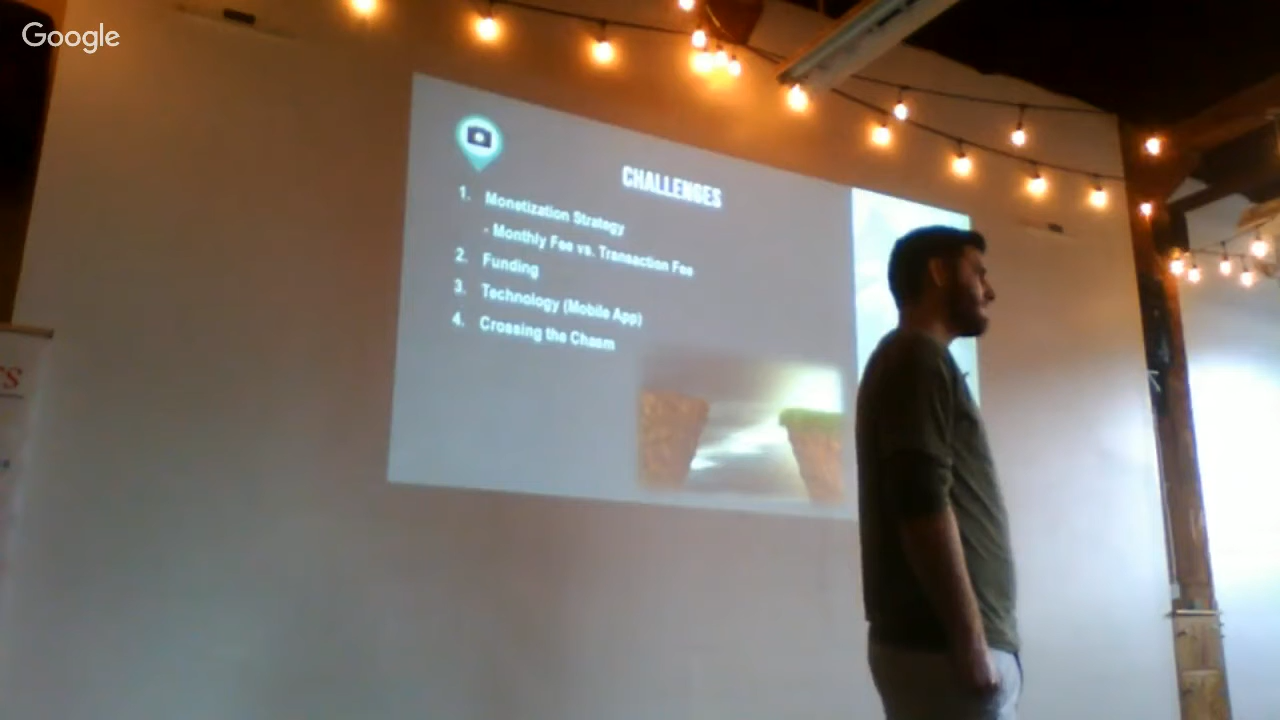 Google
CHALLENGES
1. Monetization Strategy
- Monthly Fee vs. Transaction Fee
2. Funding
3. Technology (Mobile App)
4. Crossing the Chasm